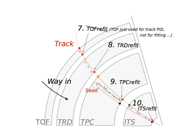 7. TOFrefit (TOF just used for track PID,
not for fitting ...)
Track
8. TRDrefit
Way in
9. TPCrefit
Seed
10.
ITSrefit
TOF TRD TPC ITS